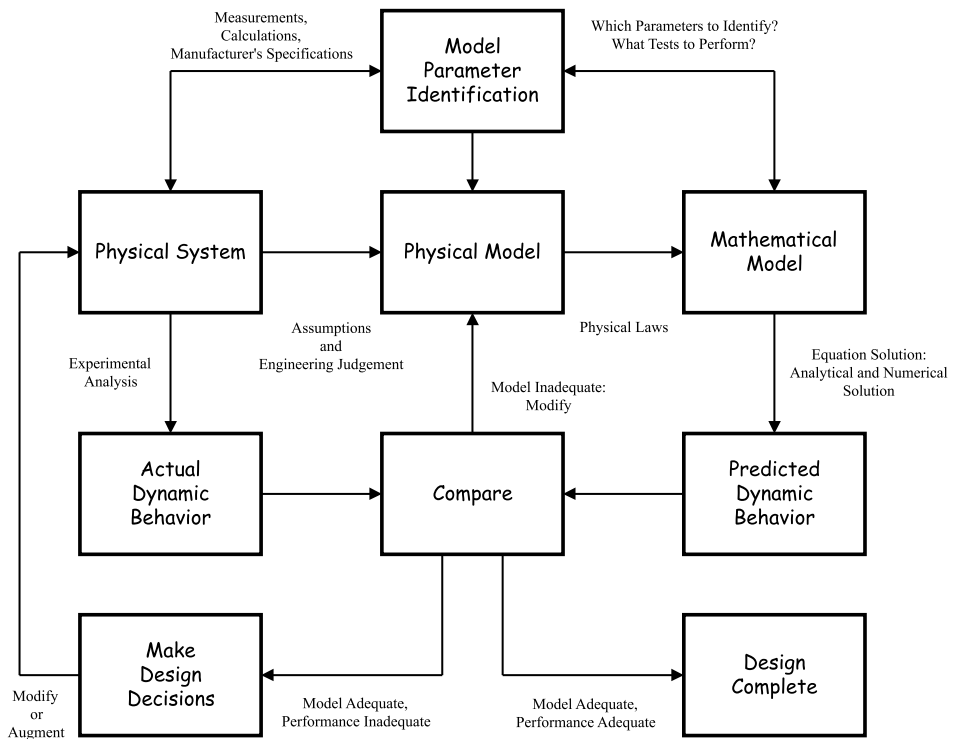 Measurements,
Calculations,
Manufacturer's Specifications
Model
Parameter
Identification
Which Parameters to Identify?
What Tests to Perform?
Physical System
Physical Model
Mathematical
Model
Assumptions
and
Engineering Judgement
Physical Laws
Experimental
Analysis
Model Inadequate:
Modify
Equation Solution:
Analytical and Numerical
Solution
Actual
Dynamic
Behavior
Compare
Predicted
Dynamic
Behavior
Make
Design
Decisions
Design
Complete
Modify
or
Augment
Model Adequate,
Performance Inadequate
Model Adequate,
Performance Adequate